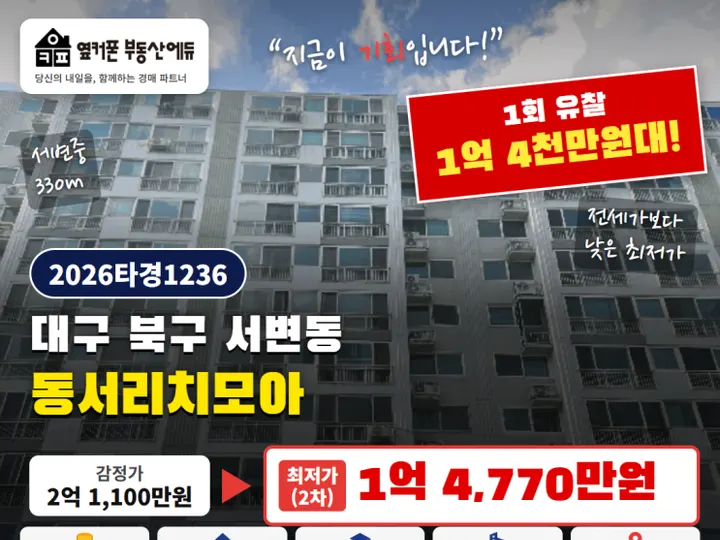 옆커폰 부동산에듀
당신의 내일을, 함께하는 경매 파트너
“지금이 기회입니다!”
1회 유찰
1억 4천만원대!
서변중
330m
전세가보다
낮은 최저가
2026타경1236
대구 북구 서변동
동서리치모아
감정가
2억 1,100만원
최저가
(2차)
1억 4,770만원